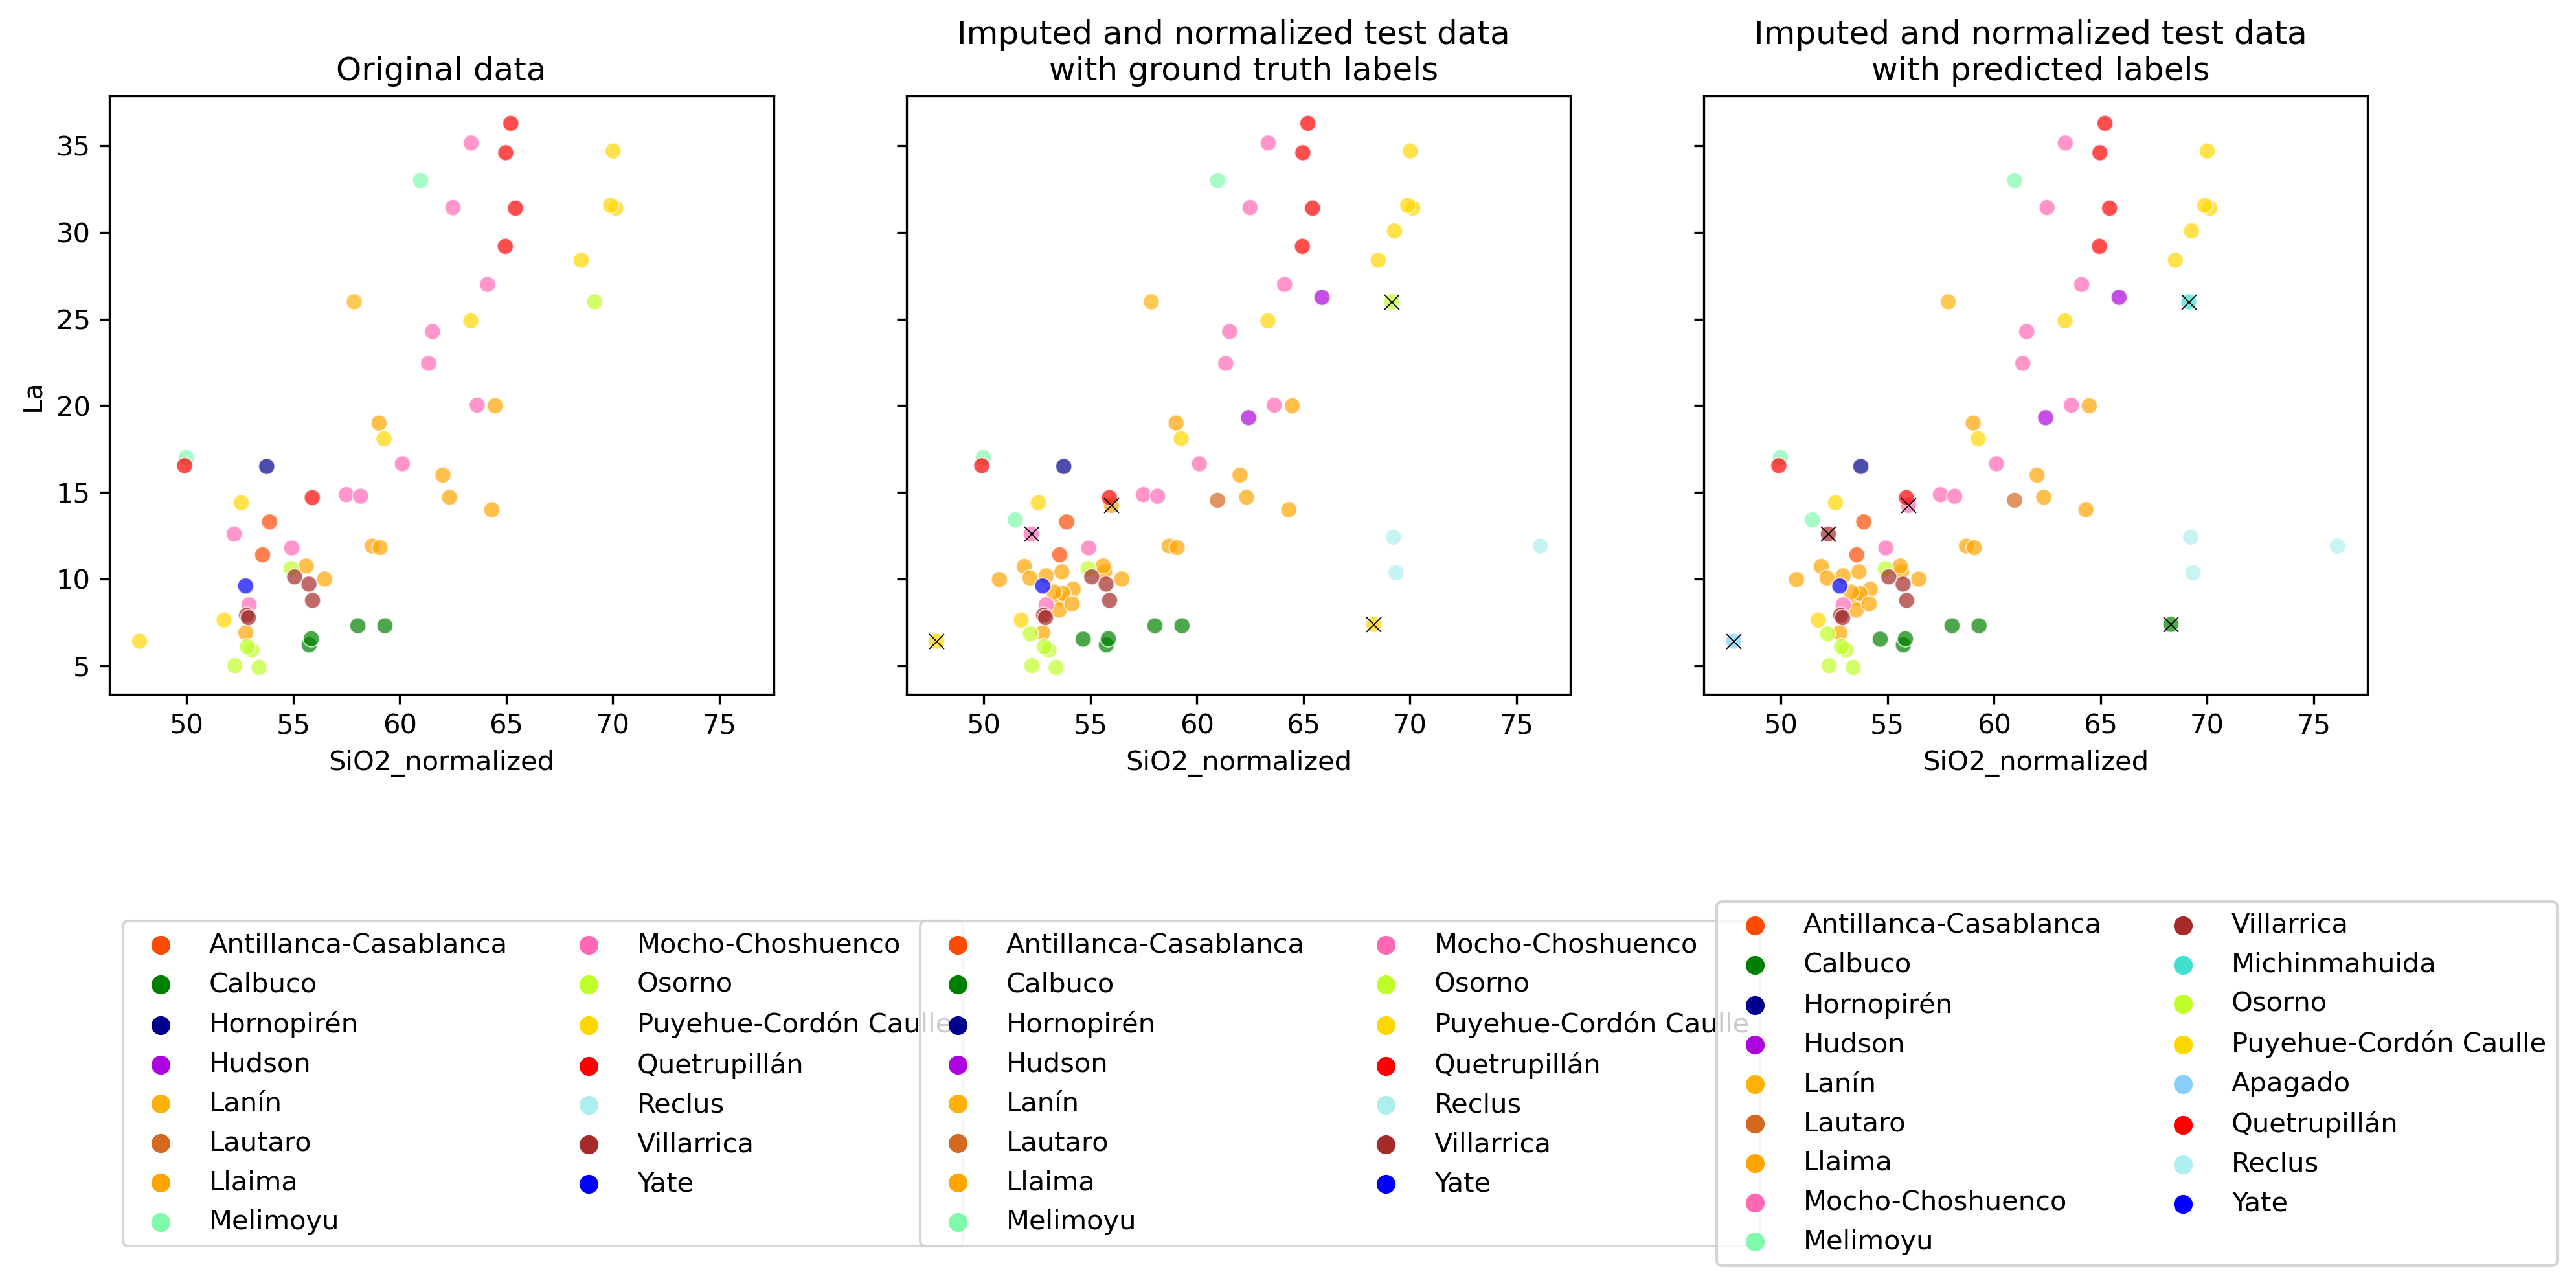 Original data
Imputed and normalized test data
with ground truth labels
Imputed and normalized test data
with predicted labels
La
35
30
25
20
15
10
5
50 55 60 65 70 75
SiO2_normalized
50 55 60 65 70 75
SiO2_normalized
50 55 60 65 70 75
SiO2_normalized
Antillanca-Casablanca
Calbuco
Hornopirén
Hudson
Lanín
Lautaro
Llaima
Melimoyu
Mocho-Choshuenco
Osorno
Puyehue-Cordón Caulle
Quetrupillán
Reclus
Villarrica
Yate
Antillanca-Casablanca
Calbuco
Hornopirén
Hudson
Lanín
Lautaro
Llaima
Melimoyu
Mocho-Choshuenco
Osorno
Puyehue-Cordón Caulle
Quetrupillán
Reclus
Villarrica
Yate
Antillanca-Casablanca
Calbuco
Hornopirén
Hudson
Lanín
Lautaro
Llaima
Mocho-Choshuenco
Melimoyu
Villarrica
Michinmahuida
Osorno
Puyehue-Cordón Caulle
Apagado
Quetrupillán
Reclus
Yate